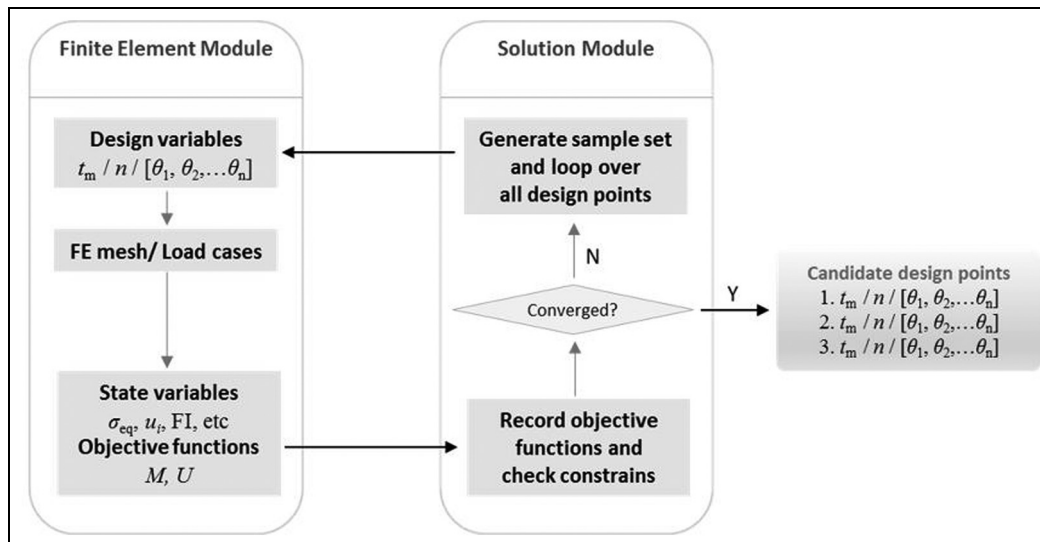 Finite Element Module
Design variables
tₘ / n / [θ₁, θ₂,…θₙ]
FE mesh/ Load cases
State variables
σ_eq, uᵢ, FI, etc
Objective functions
M, U
Solution Module
Generate sample set
and loop over
all design points
N
Converged?
Y
Record objective
functions and
check constrains
Candidate design points
1. tₘ / n / [θ₁, θ₂,…θₙ]
2. tₘ / n / [θ₁, θ₂,…θₙ]
3. tₘ / n / [θ₁, θ₂,…θₙ]